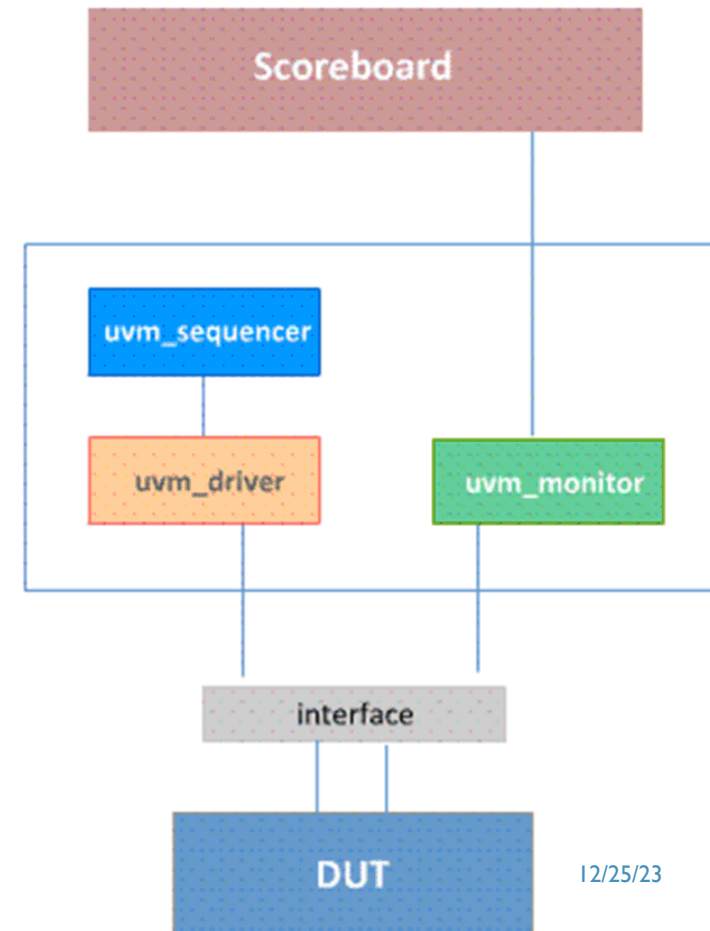 Scoreboard
uvm_sequencer
uvm_driver
uvm_monitor
interface
DUT
12/25/23